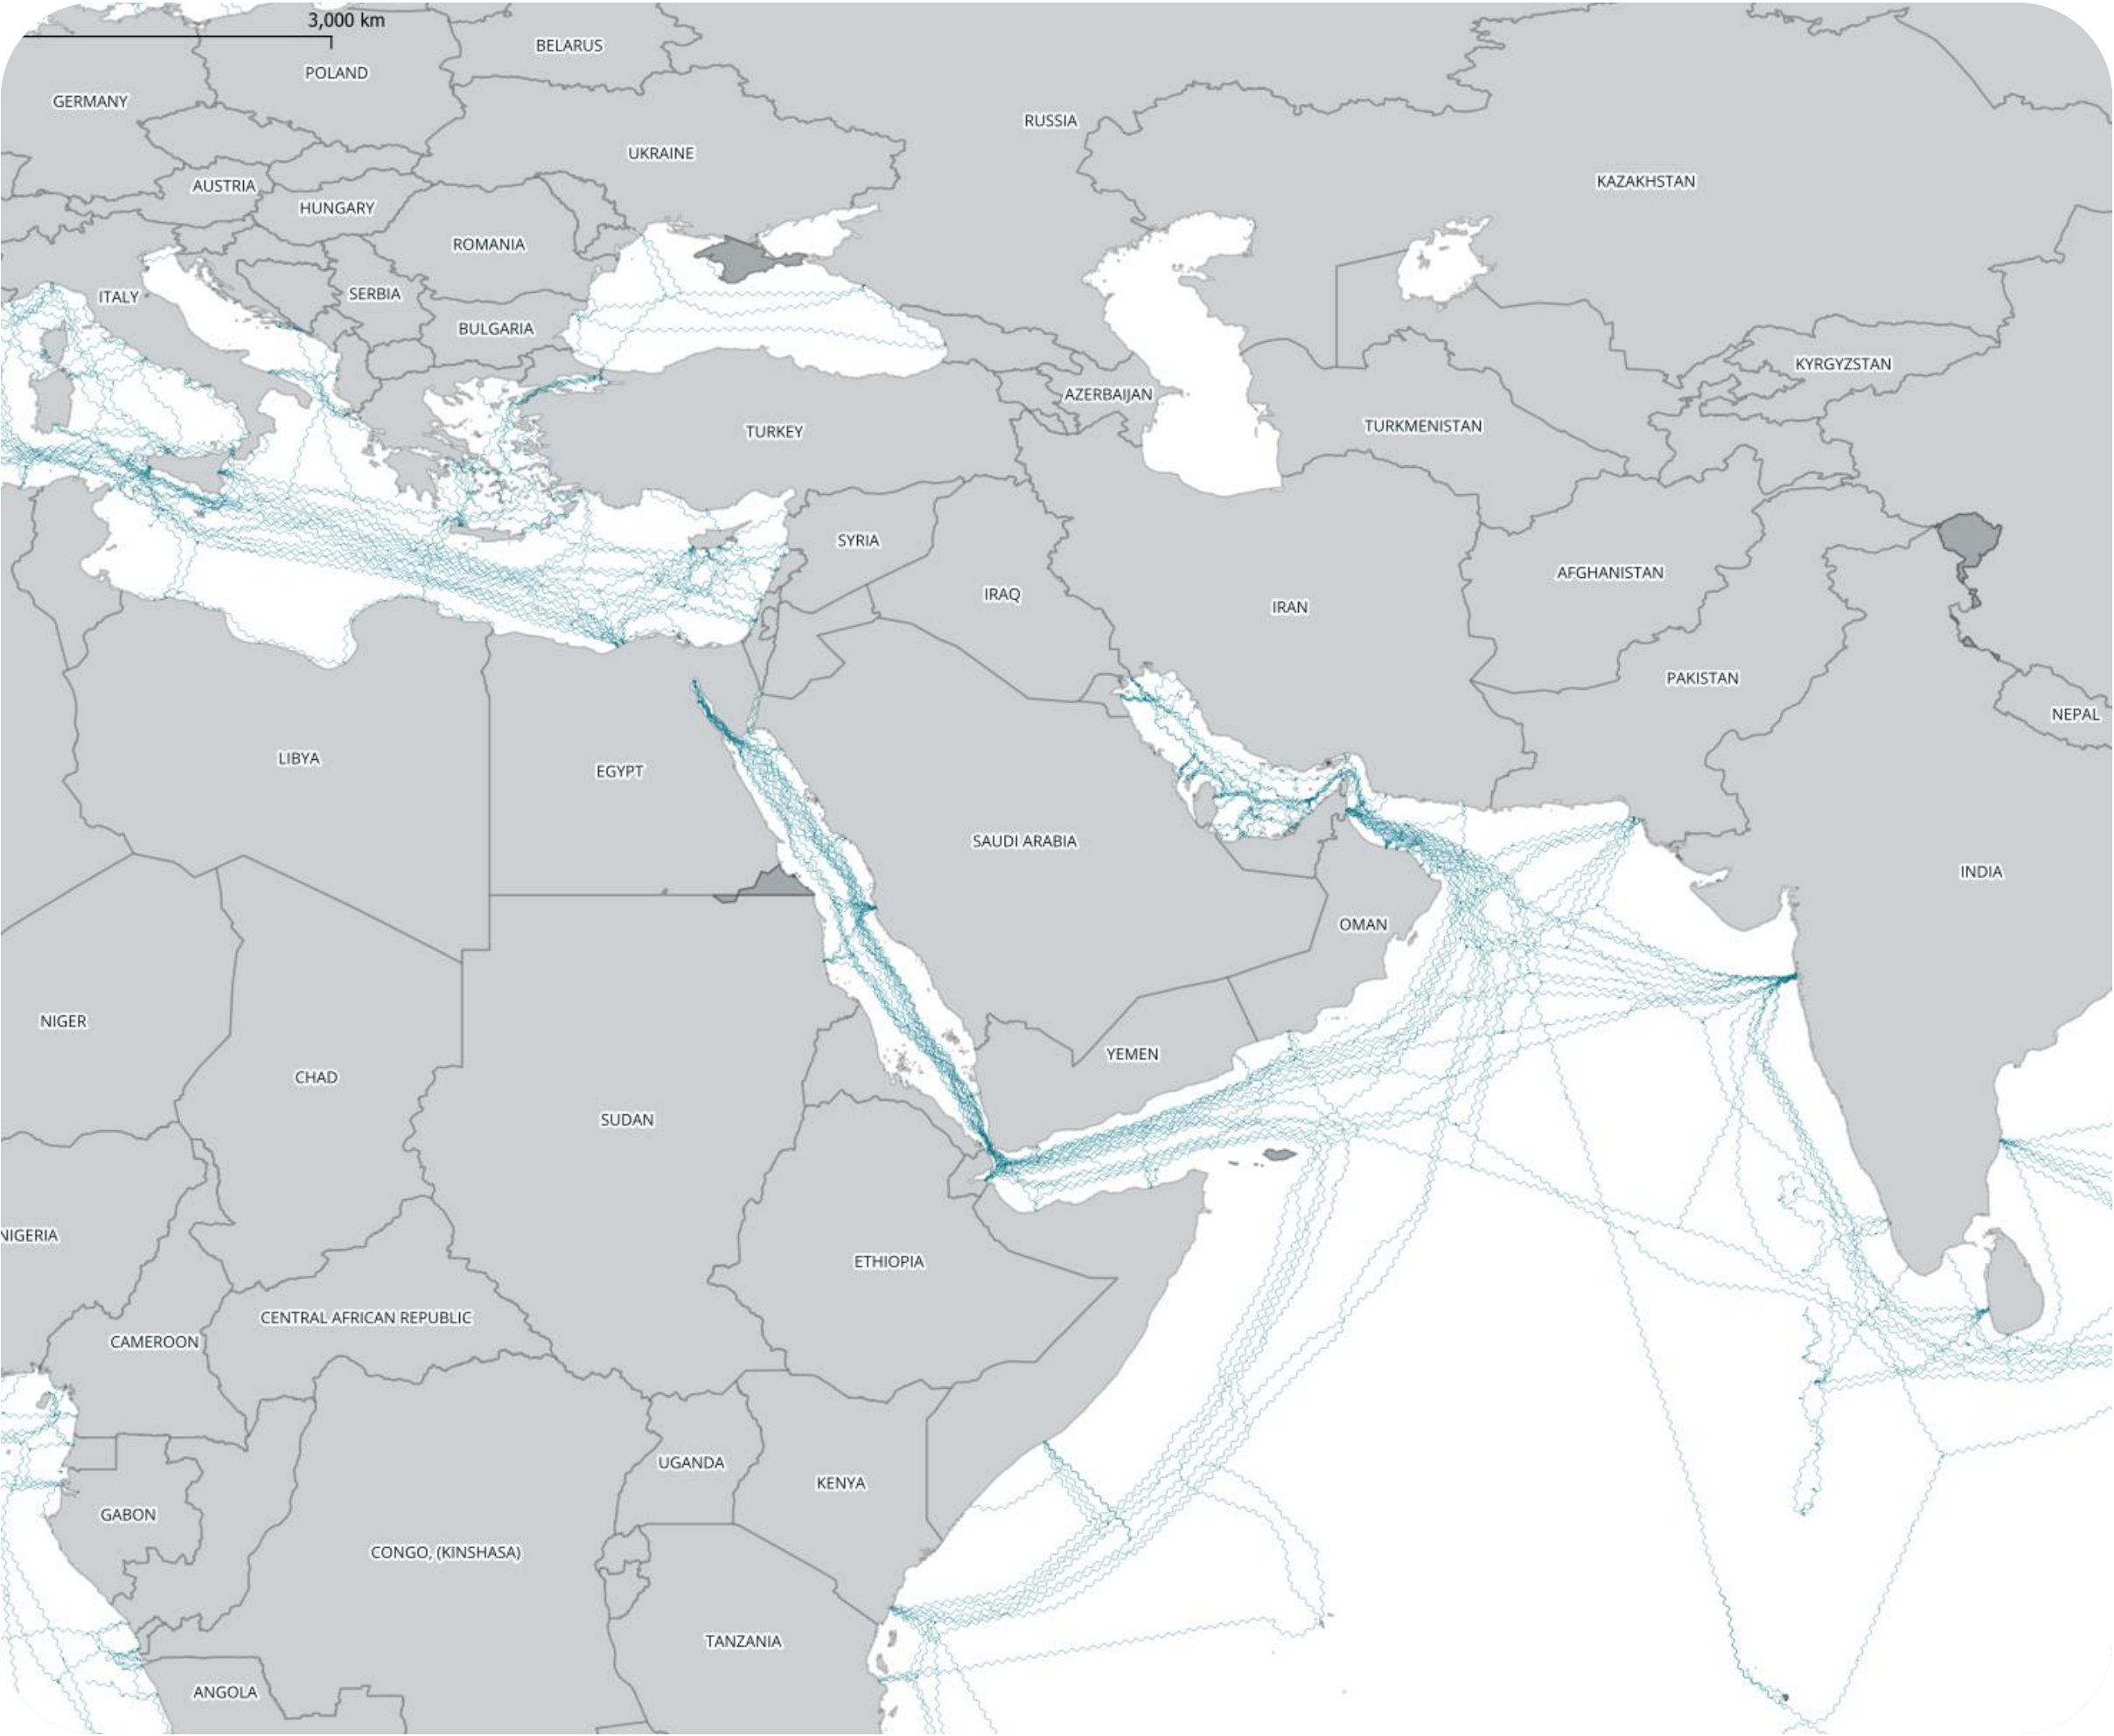 3,000 km
BELARUS
POLAND
GERMANY
RUSSIA
UKRAINE
KAZAKHSTAN
AUSTRIA
HUNGARY
ROMANIA
SERBIA
ITALY
BULGARIA
KYRGYZSTAN
AZERBAIJAN
TURKMENISTAN
TURKEY
SYRIA
AFGHANISTAN
IRAQ
IRAN
PAKISTAN
NEPAL
LIBYA
EGYPT
SAUDI ARABIA
INDIA
OMAN
NIGER
YEMEN
CHAD
SUDAN
NIGERIA
ETHIOPIA
CENTRAL AFRICAN REPUBLIC
CAMEROON
UGANDA
KENYA
GABON
CONGO, (KINSHASA)
TANZANIA
ANGOLA